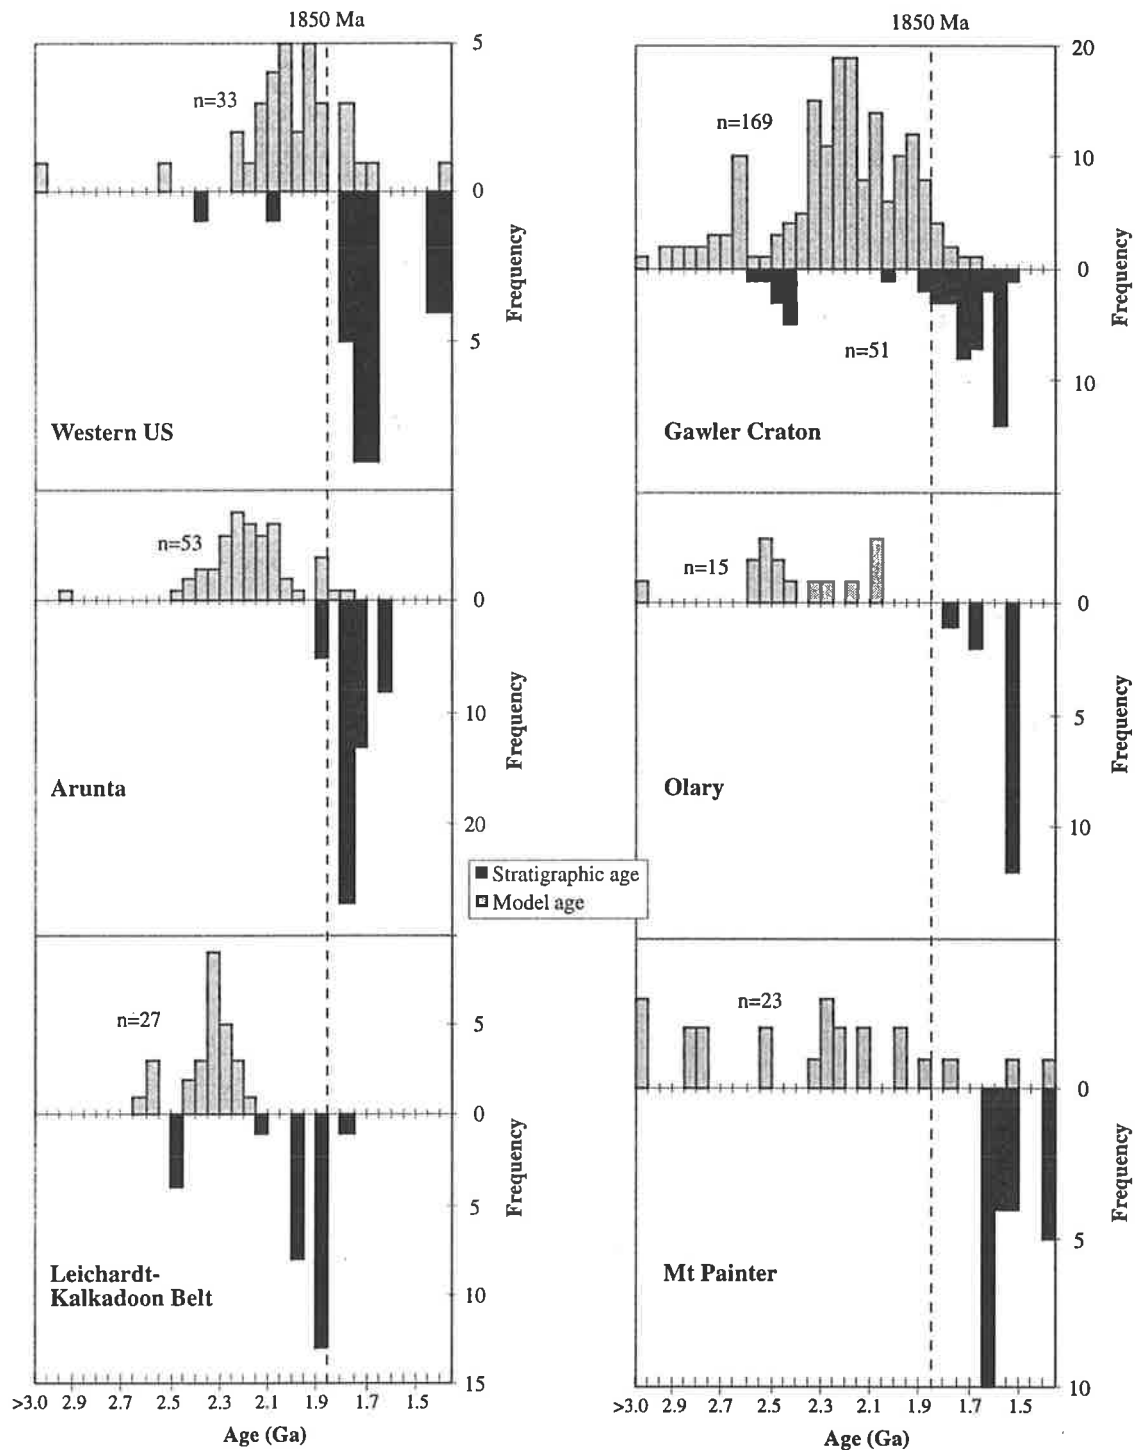 1850 Ma
5
n=33
0
Frequency
5
Western US
n=53
0
10
Frequency
Arunta
20
Stratigraphic age
Model age
n=27
5
0
5
Frequency
Leichardt-
Kalkadoon Belt
10
15
>3.0 2.9 2.7 2.5 2.3 2.1 1.9 1.7 1.5
Age (Ga)
1850 Ma
20
n=169
10
Frequency
0
n=51
10
Gawler Craton
n=15
0
5
Frequency
Olary
10
n=23
0
Frequency
5
Mt Painter
10
>3.0 2.9 2.7 2.5 2.3 2.1 1.9 1.7 1.5
Age (Ga)